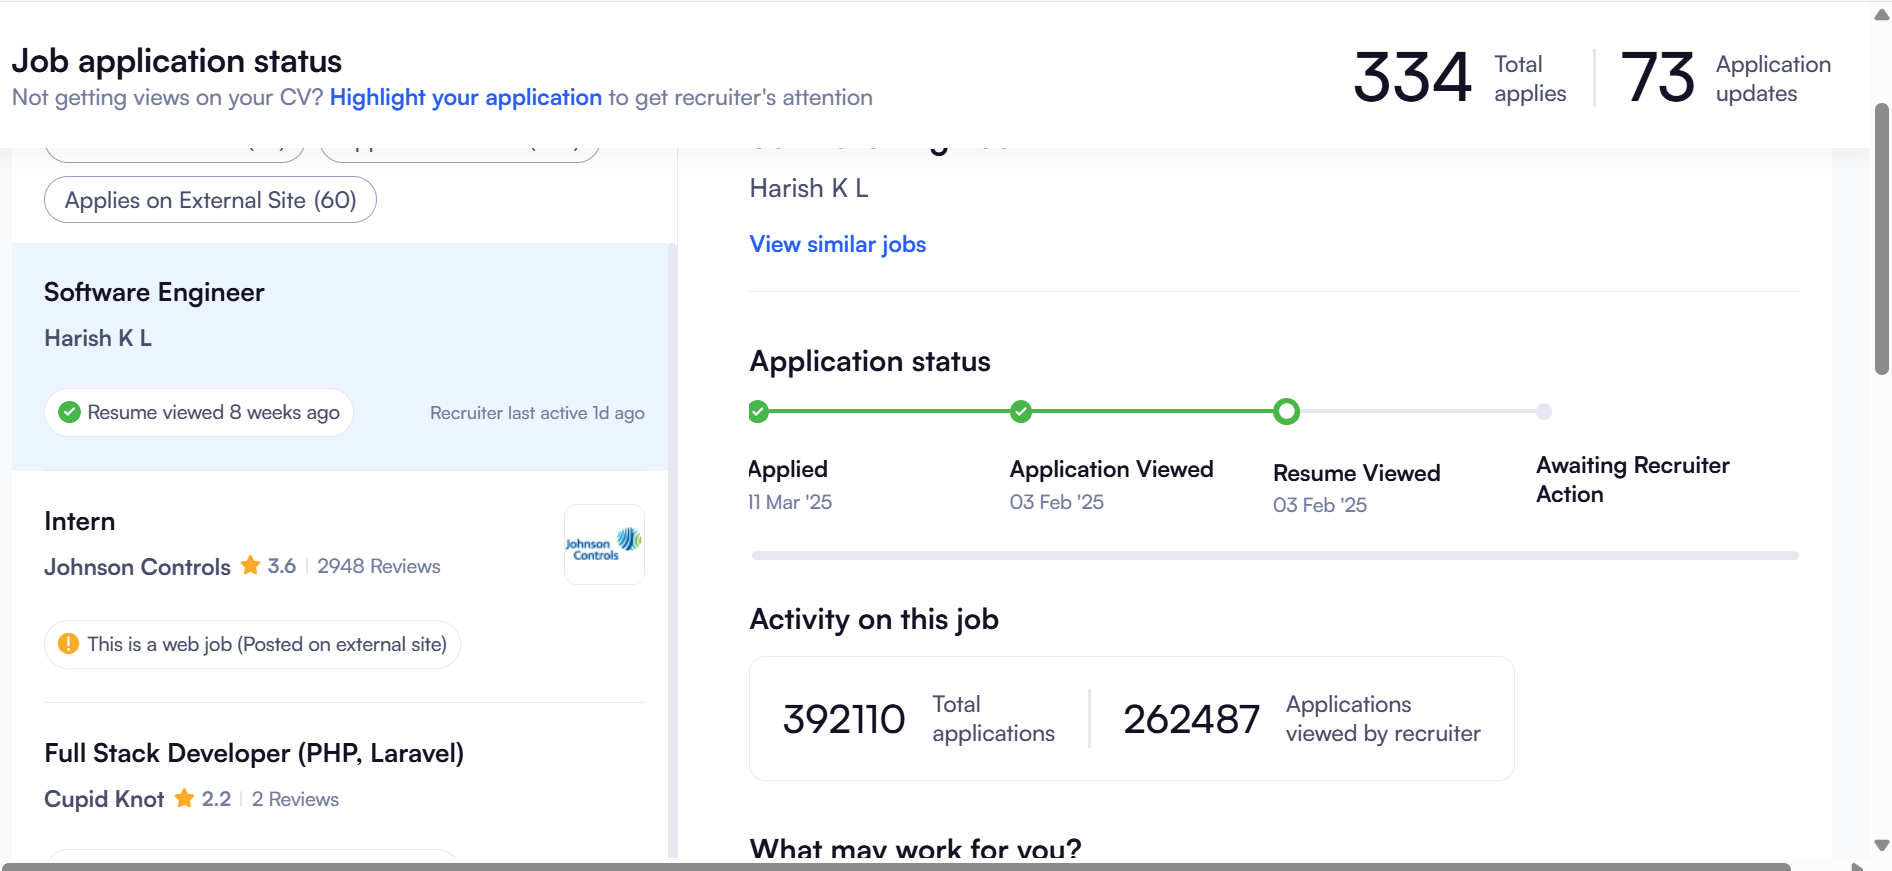 Job application status
Not getting views on your CV? Highlight your application to get recruiter's attention
334 Total applies
73 Application updates
Applies on External Site (60)
Software Engineer
Harish K L
Resume viewed 8 weeks ago
Recruiter last active 1d ago
Intern
Johnson Controls 3.6 2948 Reviews
Johnson
Controls
This is a web job (Posted on external site)
Full Stack Developer (PHP, Laravel)
Cupid Knot 2.2 2 Reviews
Harish K L
View similar jobs
Application status
Applied
11 Mar '25
Application Viewed
03 Feb '25
Resume Viewed
03 Feb '25
Awaiting Recruiter
Action
Activity on this job
392110 Total applications
262487 Applications viewed by recruiter
What may work for you?